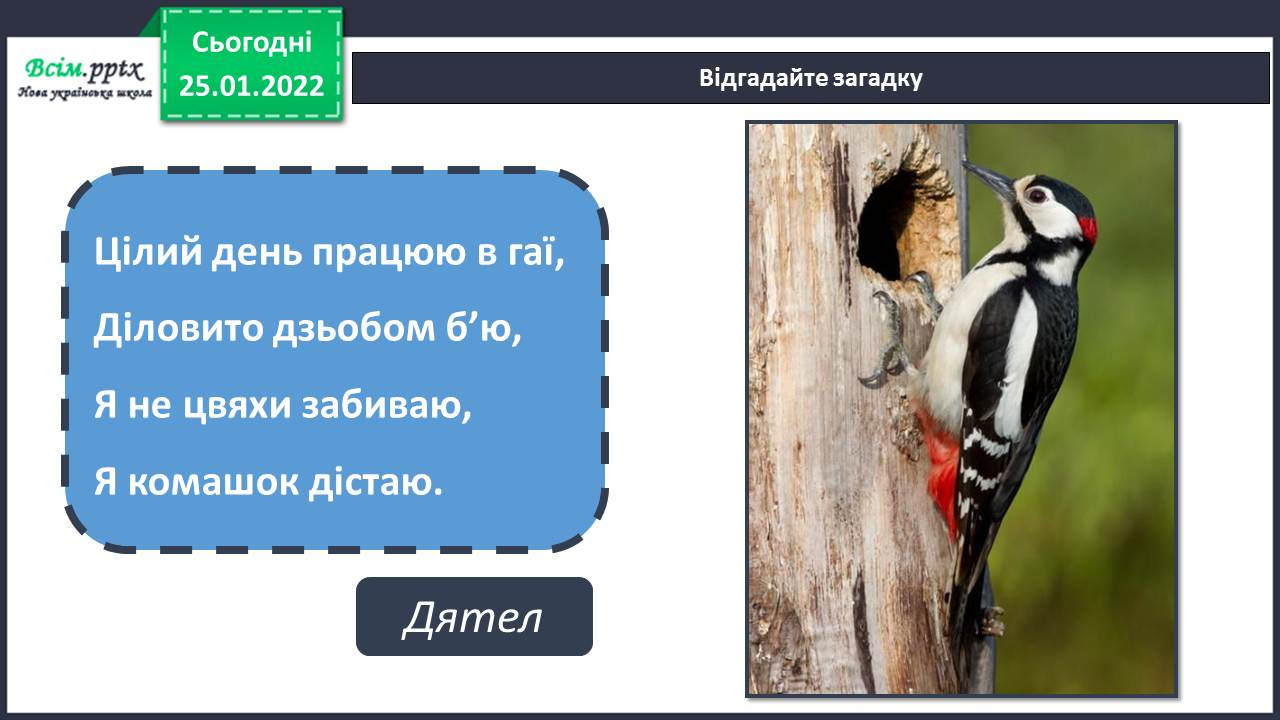 Сьогодні
25.01.2022
Всім.pptx
Нова українська школа
Відгадайте загадку
Цілий день працюю в гаї,
Діловито дзьобом б’ю,
Я не цвяхи забиваю,
Я комашок дістаю.
Дятел